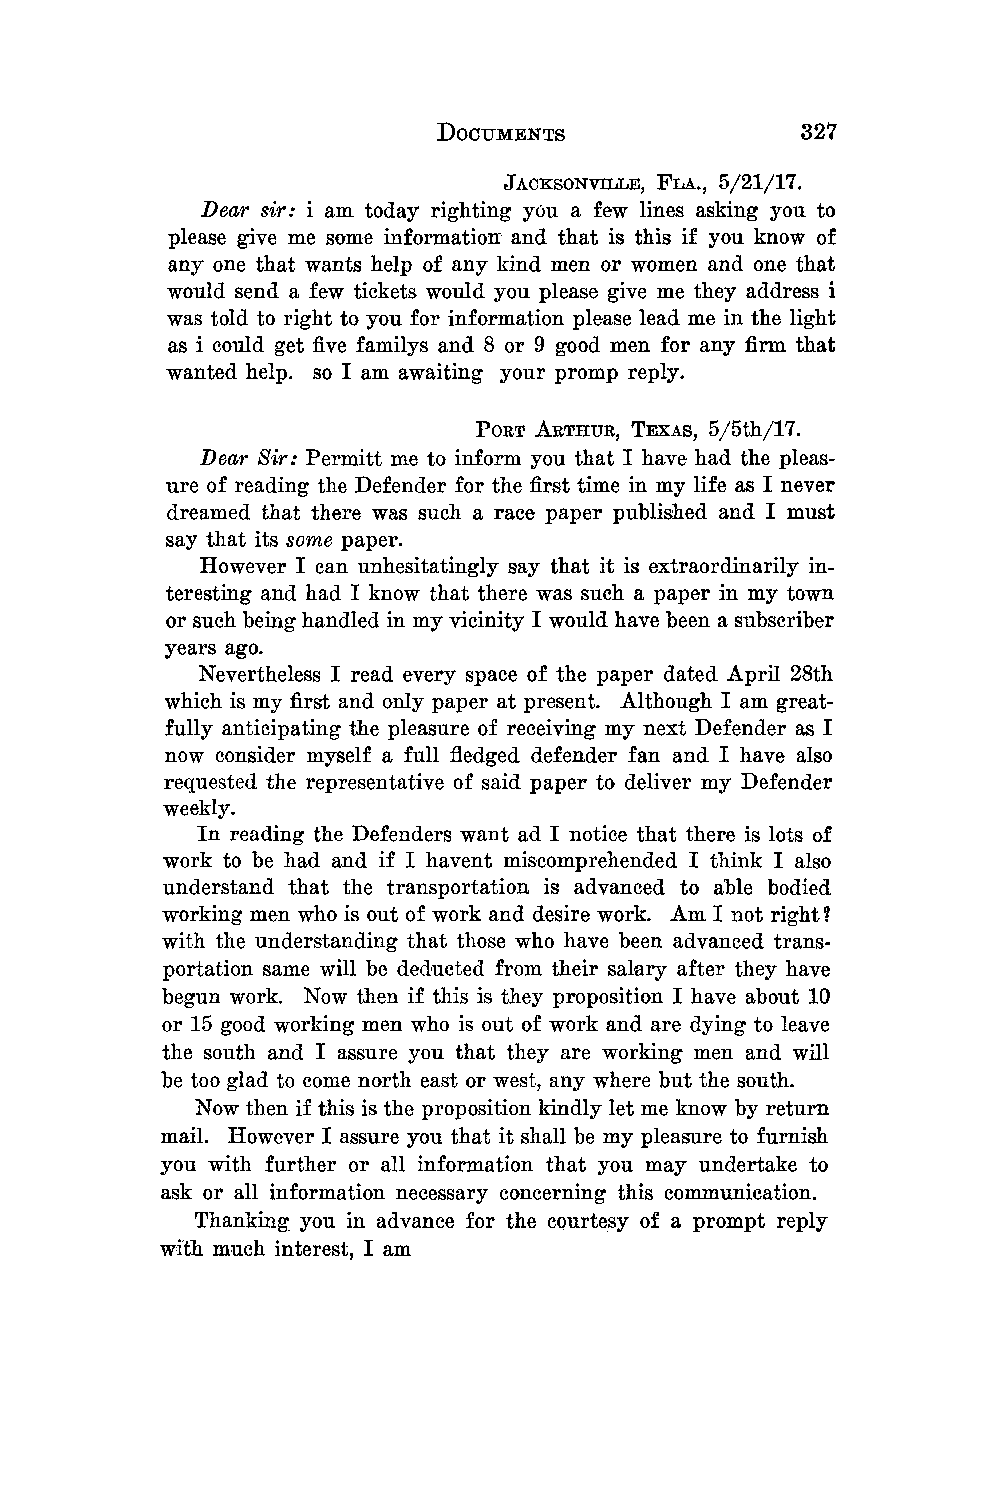 DOCUMENTS 327
JACKSONVILLE, FLA., 5/21/17.
Dear sir: i am today righting you a few lines asking you to
please give me some information and that is this if you know of
any one that wants help of any kind men or women and one that
would send a few tickets would you please give me they address i
was told to right to you for information please lead me in the light
as i could get five familys and 8 or 9 good men for any firm that
wanted help. so I am awaiting your promp reply.
PORT ARTHUR, TEXAS, 5/5th/17.
Dear Sir: Permitt me to inform you that I have had the pleas-
ure of reading the Defender for the first time in my life as I never
dreamed that there was such a race paper published and I must
say that its some paper.
However I can unhesitatingly say that it is extraordinarily in-
teresting and had I know that there was such a paper in my town
or such being handled in my vicinity I would have been a subscriber
years ago.
Nevertheless I read every space of the paper dated April 28th
which is my first and only paper at present. Although I am great-
fully anticipating the pleasure of receiving my next Defender as I
now consider myself a full fledged defender fan and I have also
requested the representative of said paper to deliver my Defender
weekly.
In reading the Defenders want ad I notice that there is lots of
work to be had and if I havent miscomprehended I think I also
understand that the transportation is advanced to able bodied
working men who is out of work and desire work. Am I not right?
with the understanding that those who have been advanced trans-
portation same will be deducted from their salary after they have
begun work. Now then if this is they proposition I have about 10
or 15 good working men who is out of work and are dying to leave
the south and I assure you that they are working men and will
be too glad to come north east or west, any where but the south.
Now then if this is the proposition kindly let me know by return
mail. However I assure you that it shall be my pleasure to furnish
you with further or all information that you may undertake to
ask or all information necessary concerning this communication.
Thanking you in advance for the courtesy of a prompt reply
with much interest, I am